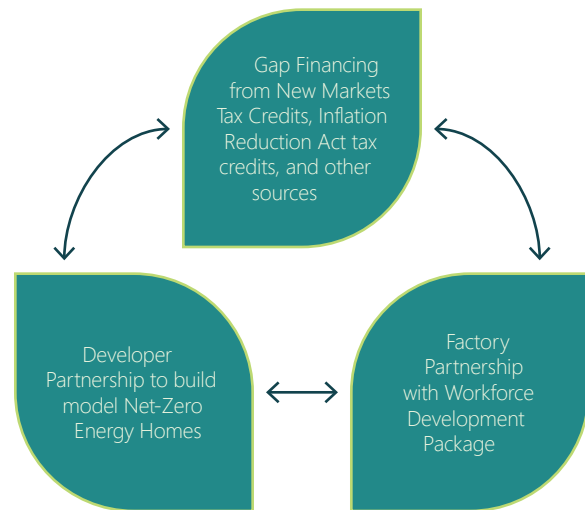 Gap Financing
from New Markets
Tax Credits, Inflation
Reduction Act tax
credits, and other
sources
Developer
Partnership to build
model Net-Zero
Energy Homes
Factory
Partnership
with Workforce
Development
Package